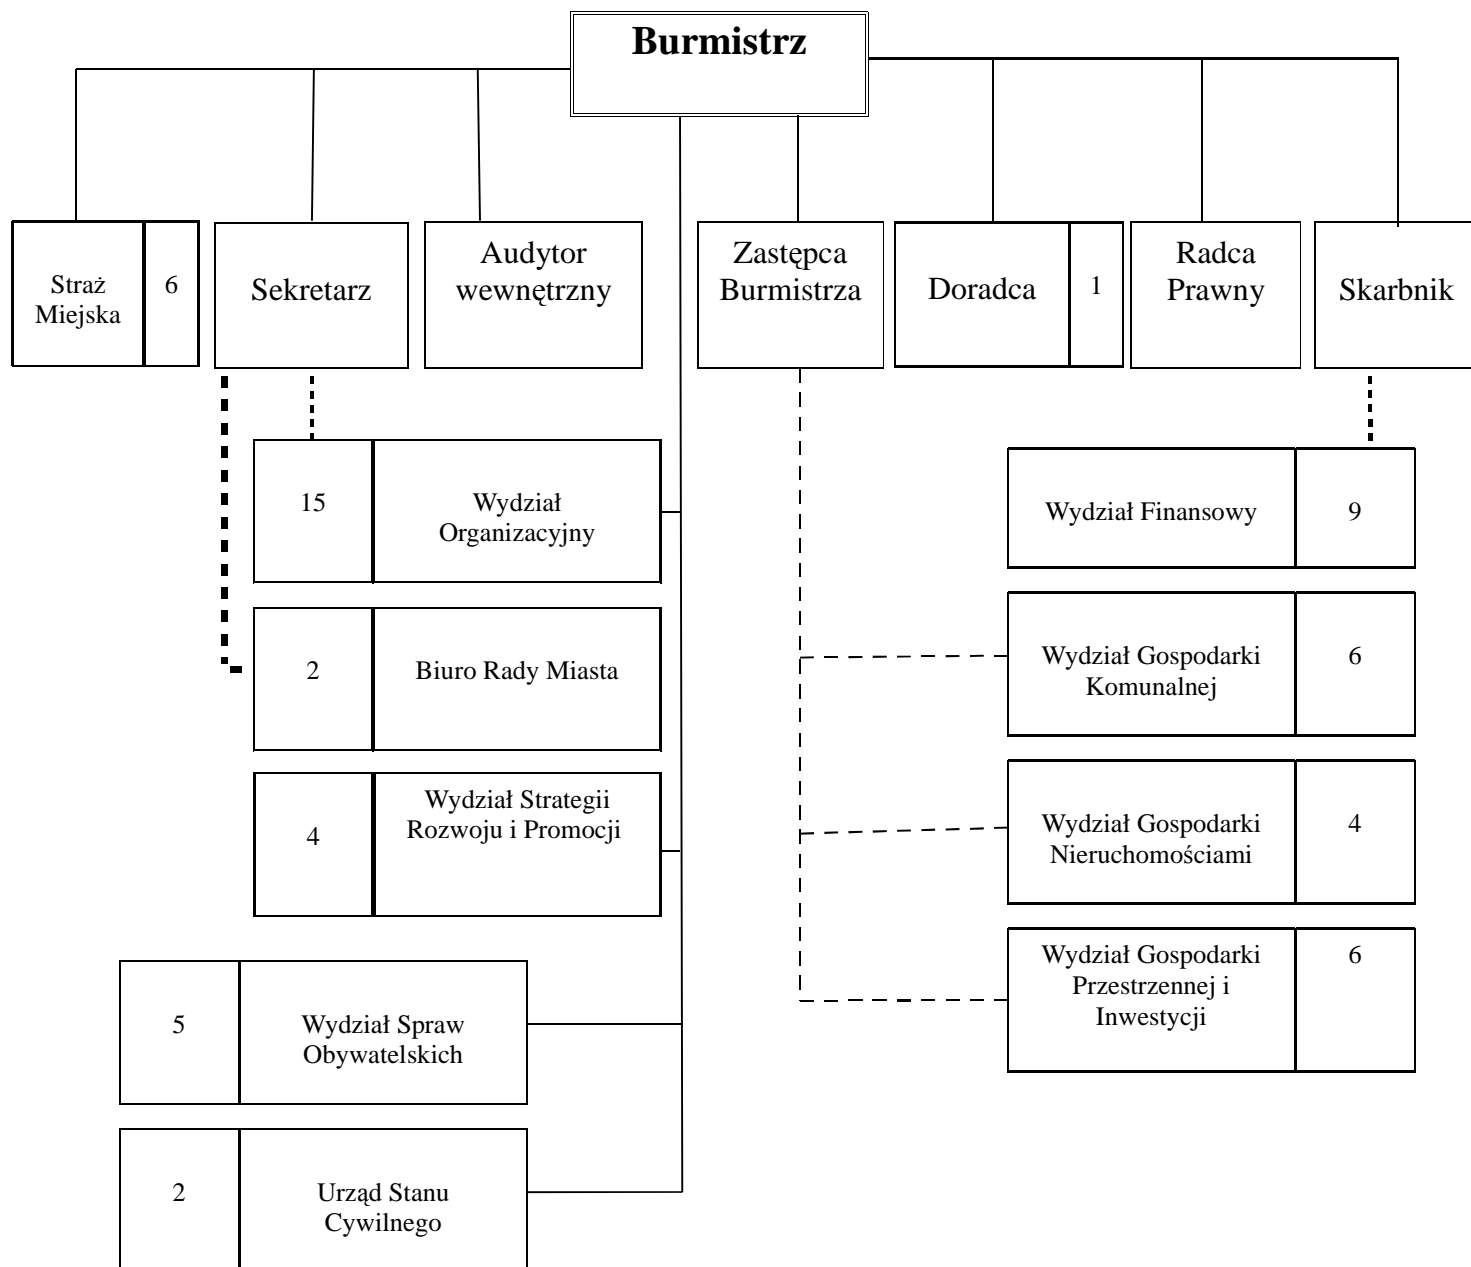 Burmistrz
Straż
Miejska
6
Sekretarz
Audytor
wewnętrzny
Zastępca
Burmistrza
Doradca
1
Radca
Prawny
Skarbnik
15
Wydział
Organizacyjny
Wydział Finansowy
9
2
Biuro Rady Miasta
Wydział Gospodarki
Komunalnej
6
4
Wydział Strategii
Rozwoju i Promocji
Wydział Gospodarki
Nieruchomościami
4
5
Wydział Spraw
Obywatelskich
Wydział Gospodarki
Przestrzennej i
Inwestycji
6
2
Urząd Stanu
Cywilnego